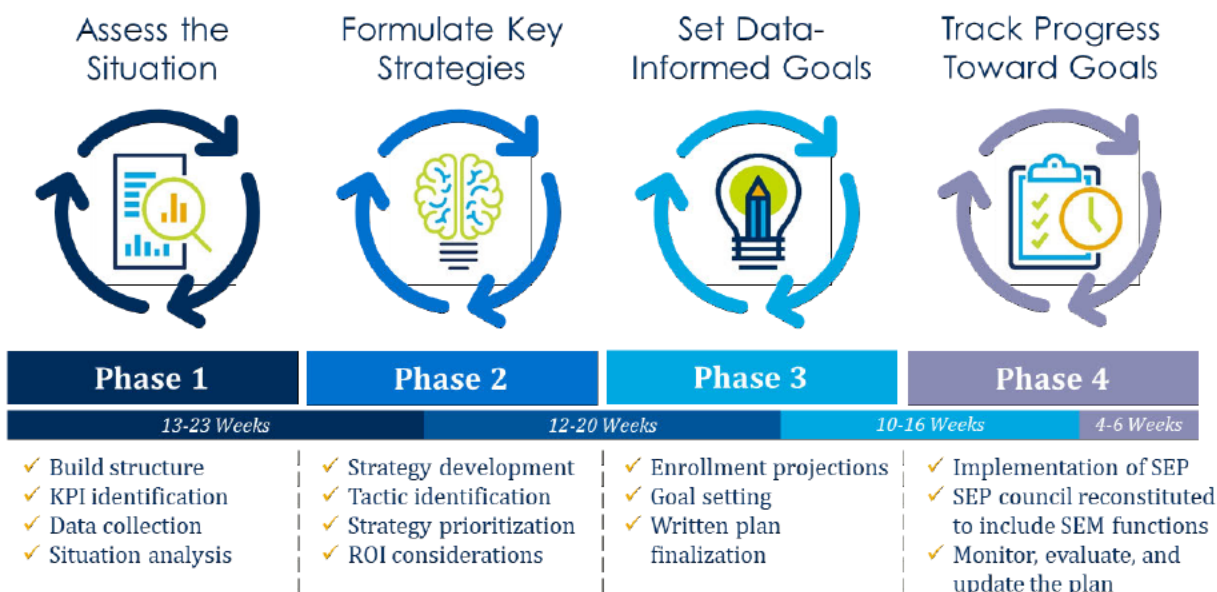 Assess the
Situation
Formulate Key
Strategies
Set Data-
Informed Goals
Track Progress
Toward Goals
Phase 1
Phase 2
Phase 3
Phase 4
13-23 Weeks
12-20 Weeks
10-16 Weeks
4-6 Weeks
Build structure
KPI identification
Data collection
Situation analysis
Strategy development
Tactic identification
Strategy prioritization
ROI considerations
Enrollment projections
Goal setting
Written plan
finalization
Implementation of SEP
SEP council reconstituted
to include SEM functions
Monitor, evaluate, and
update the plan